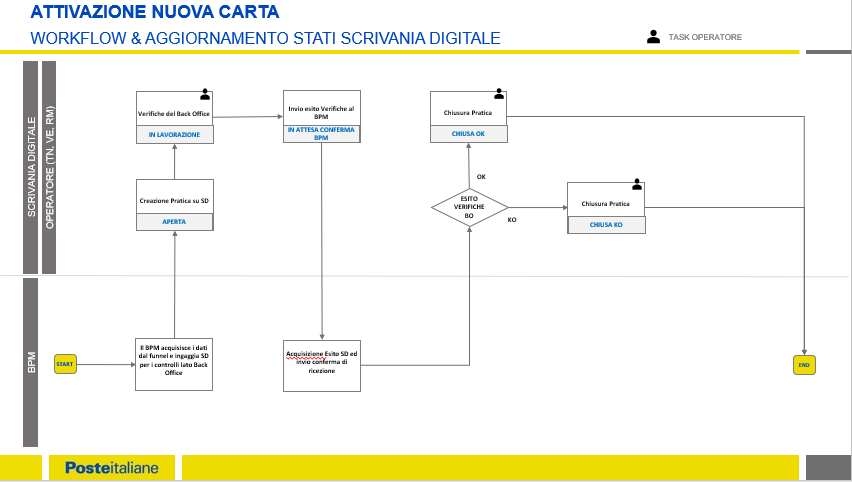 ATTIVAZIONE NUOVA CARTA
WORKFLOW & AGGIORNAMENTO STATI SCRIVANIA DIGITALE
TASK OPERATORE
SCRIVANIA DIGITALE
OPERATORE (TN, VE, RM)
Verifiche del Back Office
IN LAVORAZIONE
Invio esito Verifiche al
BPM
IN ATTESA CONFERMA
BPM
Chiusura Pratica
CHIUSA OK
Creazione Pratica su SD
APERTA
OK
ESITO
VERIFICHE
BO
KO
Chiusura Pratica
CHIUSA KO
BPM
START
Il BPM acquisisce i dati
dal funnel e ingaggia SD
per i controlli lato Back
Office
Acquisizione Esito SD ed
invio conferma di
ricezione
END
Posteitaliane